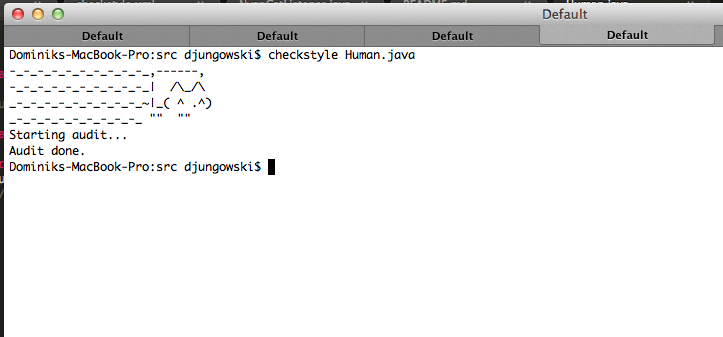 Default
Default Default Default Default
Dominiks-MacBook-Pro:src djungowski$ checkstyle Human.java
-_-_-_-_-_-_-_-_-_-_-_-_-_,------,
-_-_-_-_-_-_-_-_-_-_-_-_-_|  /\_/\
_-_-_-_-_-_-_-_-_-_-_-_-_-~|_( ^ .^)
_-_-_-_-_-_-_-_-_-_-_-_-_ ""  ""
Starting audit...
Audit done.
Dominiks-MacBook-Pro:src djungowski$